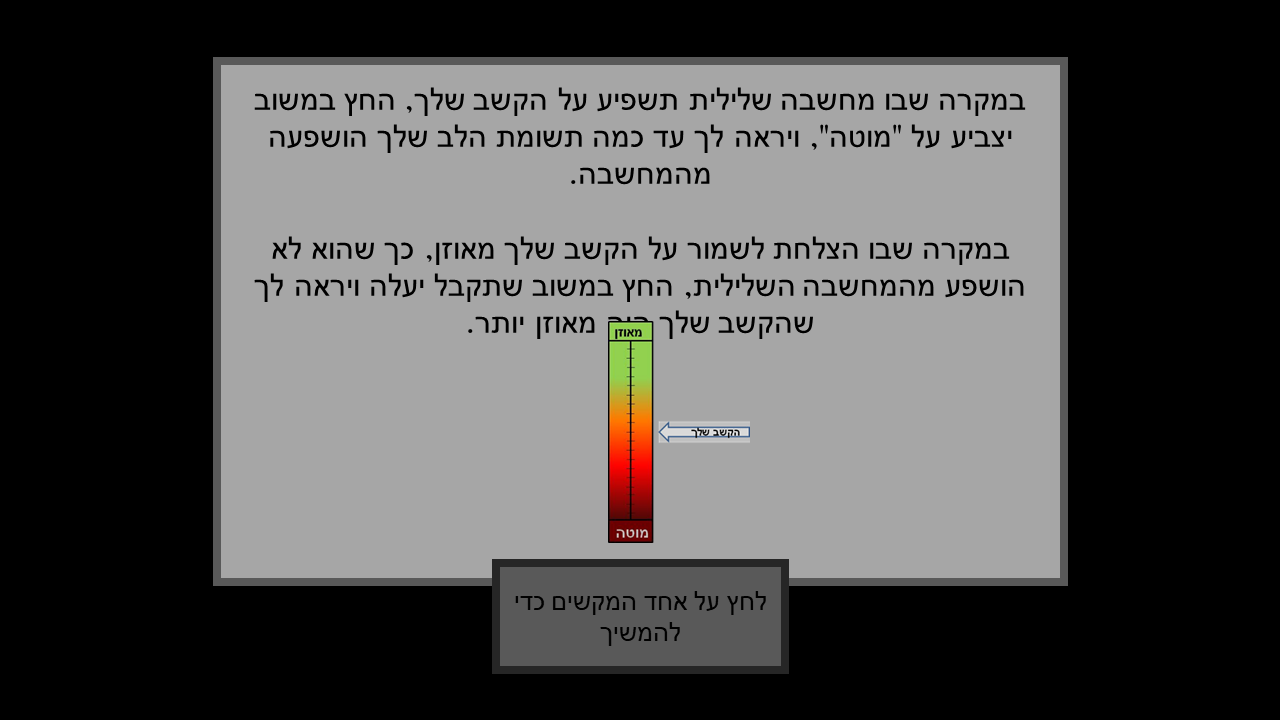 במקרה שבו מחשבה שלילית תשפיע על הקשב שלך, החץ במשוב
יצביע על "מוטה", ויראה לך עד כמה תשומת הלב שלך הושפעה
מהמחשבה.
במקרה שבו הצלחת לשמור על הקשב שלך מאוזן, כך שהוא לא
הושפע מהמחשבה השלילית, החץ במשוב שתקבל יעלה ויראה לך
שהקשב שלך מאוזן יותר.
מאוזן
הקשב שלך
מוטה
לחץ על אחד המקשים כדי
להמשיך